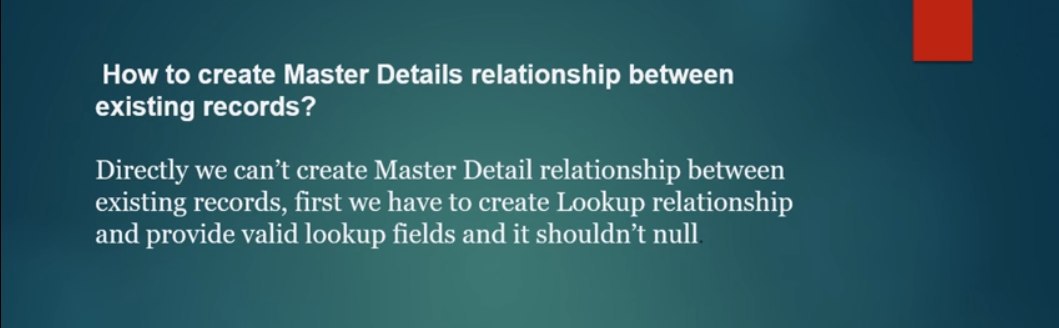 How to create Master Details relationship between
existing records?
Directly we can’t create Master Detail relationship between
existing records, first we have to create Lookup relationship
and provide valid lookup fields and it shouldn’t null.